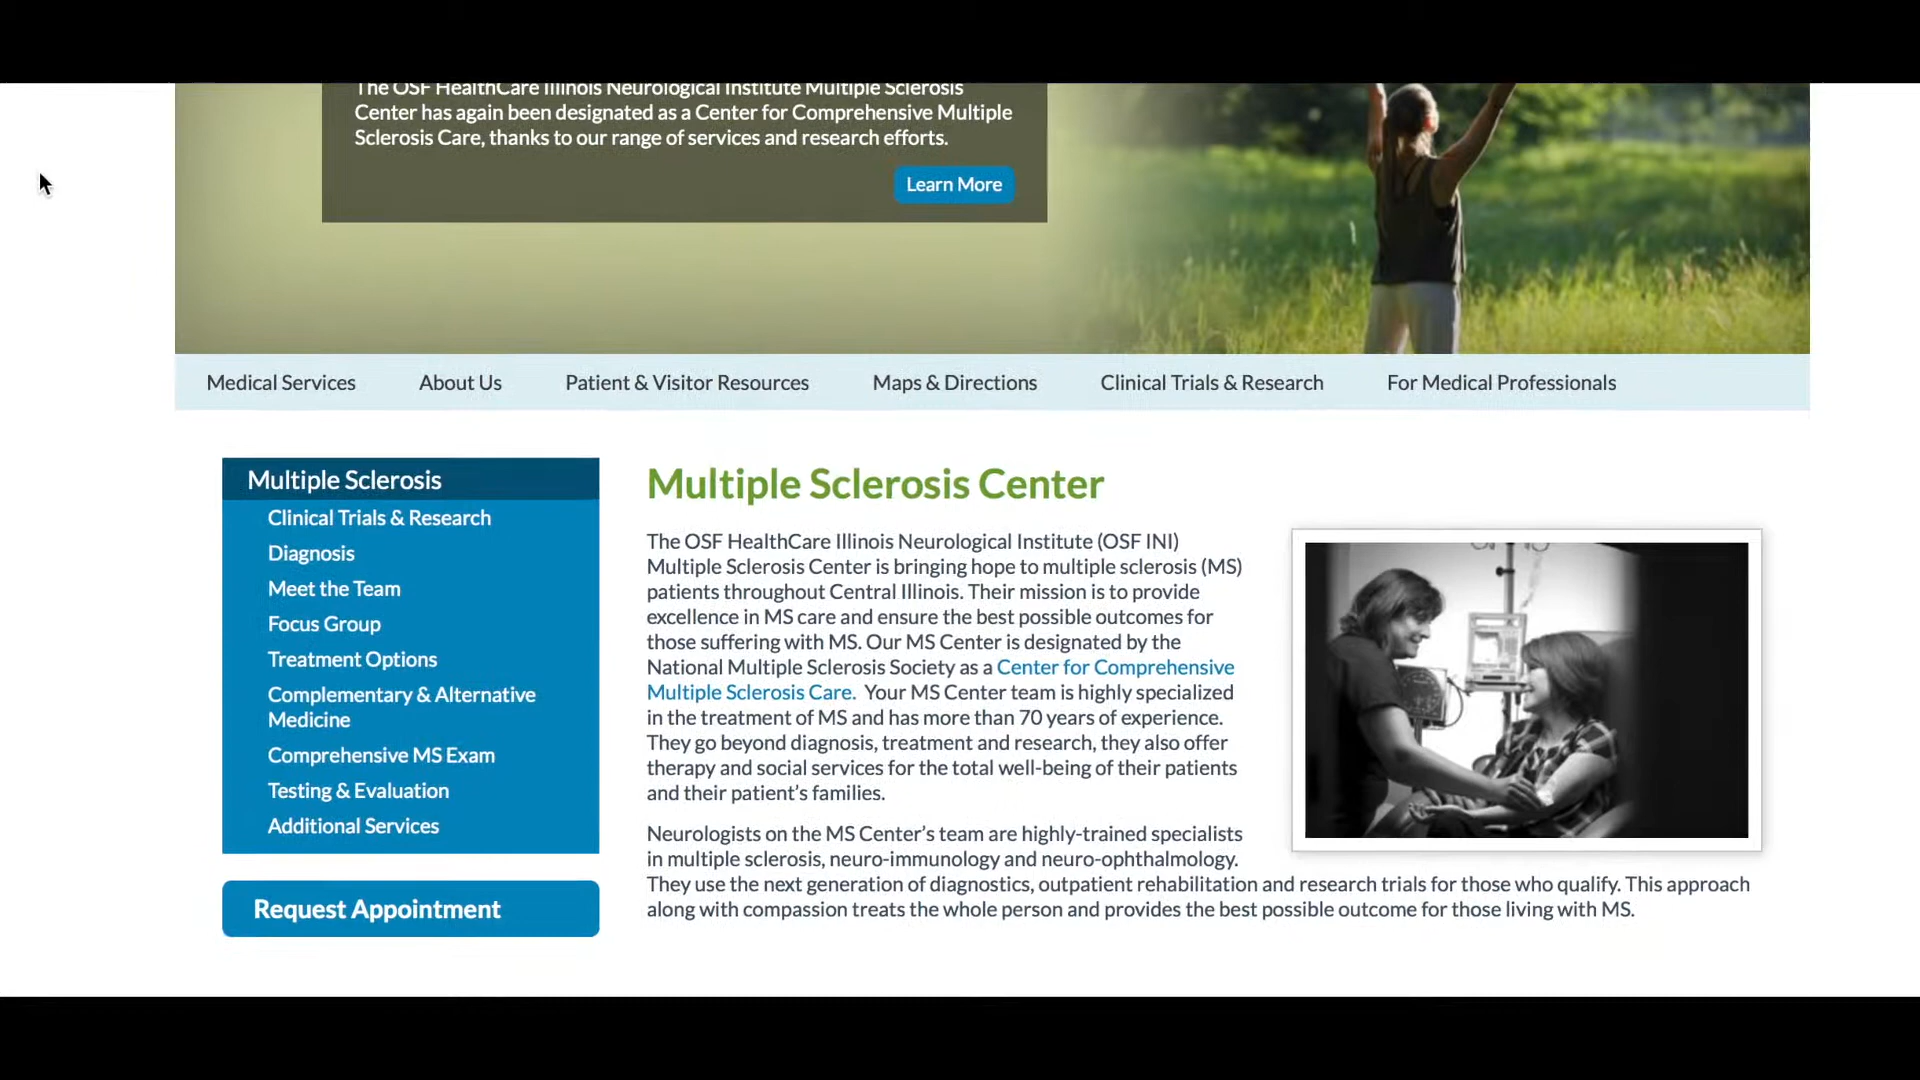 The OSF HealthCare Illinois Neurological Institute Multiple Sclerosis
Center has again been designated as a Center for Comprehensive Multiple
Sclerosis Care, thanks to our range of services and research efforts.
Learn More
Medical Services
About Us
Patient & Visitor Resources
Maps & Directions
Clinical Trials & Research
For Medical Professionals
Multiple Sclerosis
Clinical Trials & Research
Diagnosis
Meet the Team
Focus Group
Treatment Options
Complementary & Alternative
Medicine
Comprehensive MS Exam
Testing & Evaluation
Additional Services
Request Appointment
Multiple Sclerosis Center
The OSF HealthCare Illinois Neurological Institute (OSF INI)
Multiple Sclerosis Center is bringing hope to multiple sclerosis (MS)
patients throughout Central Illinois. Their mission is to provide
excellence in MS care and ensure the best possible outcomes for
those suffering with MS. Our MS Center is designated by the
National Multiple Sclerosis Society as a Center for Comprehensive
Multiple Sclerosis Care. Your MS Center team is highly specialized
in the treatment of MS and has more than 70 years of experience.
They go beyond diagnosis, treatment and research, they also offer
therapy and social services for the total well-being of their patients
and their patient’s families.
Neurologists on the MS Center’s team are highly-trained specialists
in multiple sclerosis, neuro-immunology and neuro-ophthalmology.
They use the next generation of diagnostics, outpatient rehabilitation and research trials for those who qualify. This approach
along with compassion treats the whole person and provides the best possible outcome for those living with MS.